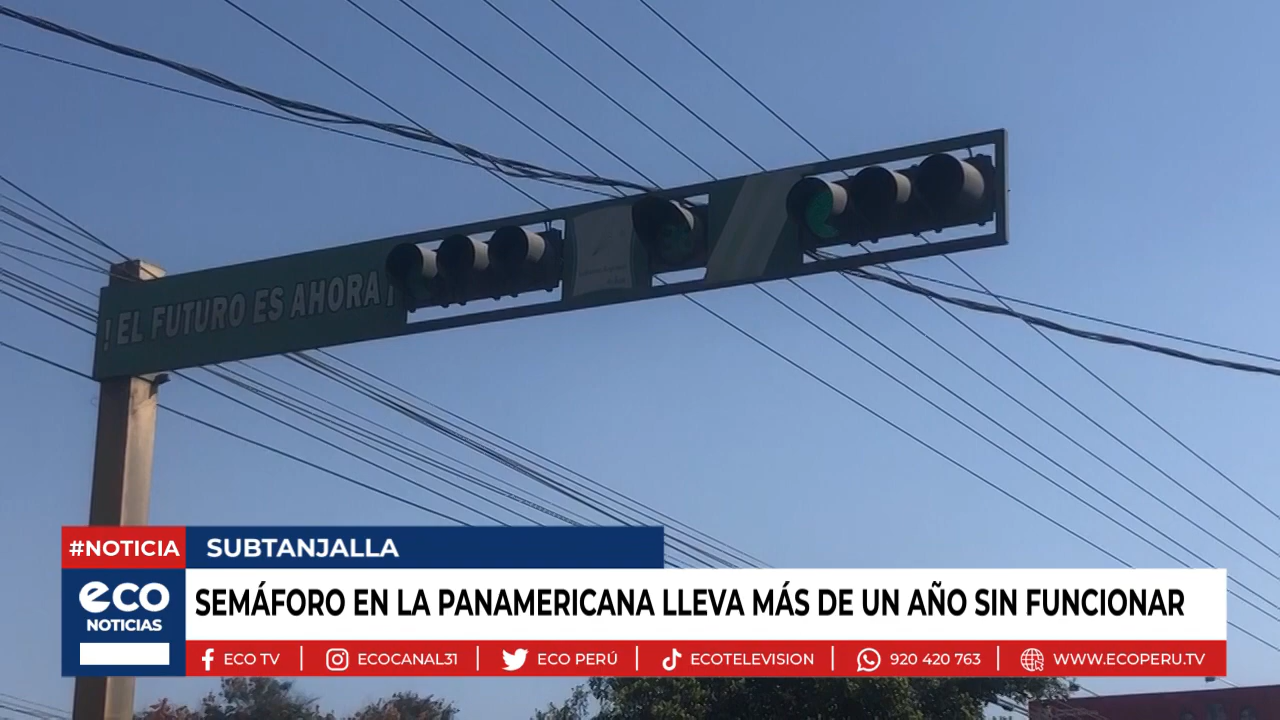 ! EL FUTURO ES AHORA ¡
#NOTICIA
SUBTANJALLA
eco
NOTICIAS
SEMÁFORO EN LA PANAMERICANA LLEVA MÁS DE UN AÑO SIN FUNCIONAR
ECO TV | ECOCANAL31 | ECO PERÚ | ECOTELEVISION | 920 420 763 | WWW.ECOPERU.TV